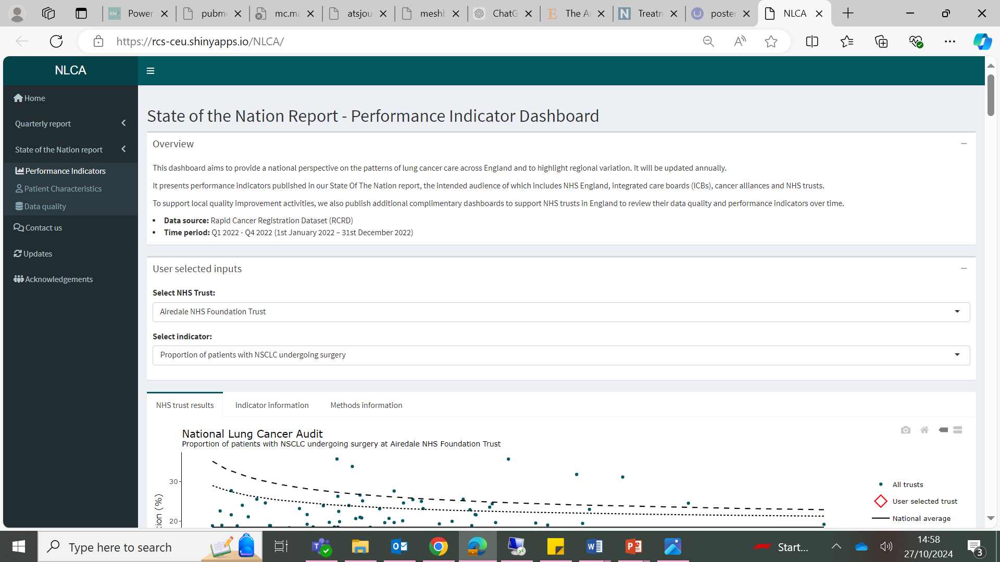 Power
pubm
mc.ma
atsjou
mesht
ChatG
The A
Treatm
poster
NLCA
https://rcs-ceu.shinyapps.io/NLCA/
NLCA
Home
Quarterly report
State of the Nation report
Performance Indicators
Patient Characteristics
Data quality
Contact us
Updates
Acknowledgements
State of the Nation Report - Performance Indicator Dashboard
Overview
This dashboard aims to provide a national perspective on the patterns of lung cancer care across England and to highlight regional variation. It will be updated annually.
It presents performance indicators published in our State Of The Nation report, the intended audience of which includes NHS England, integrated care boards (ICBs), cancer alliances and NHS trusts.
To support local quality improvement activities, we also publish additional complimentary dashboards to support NHS trusts in England to review their data quality and performance indicators over time.
• Data source: Rapid Cancer Registration Dataset (RCRD)
• Time period: Q1 2022 - Q4 2022 (1st January 2022 – 31st December 2022)
User selected inputs
Select NHS Trust:
Airedale NHS Foundation Trust
Select indicator:
Proportion of patients with NSCLC undergoing surgery
NHS trust results
Indicator information
Methods information
National Lung Cancer Audit
Proportion of patients with NSCLC undergoing surgery at Airedale NHS Foundation Trust
30
20
tion (%)
All trusts
User selected trust
National average
Type here to search
Start...
14:58
27/10/2024
3